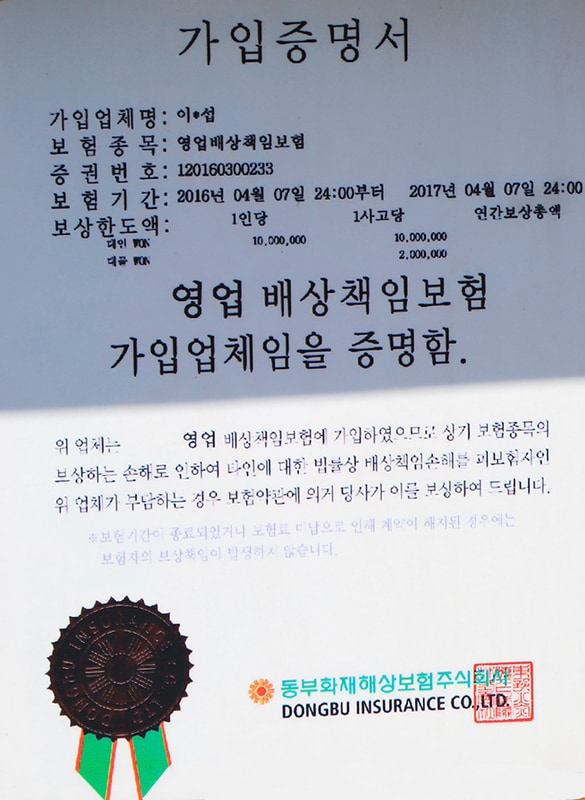 가입증명서
가입업체명: 이*섭
보험종목: 영업배상책임보험
증권번호: 120160300233
보험기간: 2016년 04월 07일 24:00부터 2017년 04월 07일 24:00
보상한도액: 1인당 1사고당 연간보상총액
대인 WON 10,000,000 10,000,000
대물 WON 2,000,000
영업 배상책임보험
가입업체임을 증명함.
위 업체는 영업 배상책임보험에 가입하였으므로 상기 보험종목의
보상하는 손해로 인하여 타인에 대한 법률상 배상책임손해를 피보험자인
위 업체가 부담하는 경우 보험약관에 의거 당사가 이를 보상하여 드립니다.
※보험기간이 종료되었거나 보험료 미납으로 인해 계약이 해지된 경우에는
보험자의 보상책임이 발생하지 않습니다.
DONGBU INSURANCE CO., LTD.
동부화재해상보험주식회사
DONGBU INSURANCE CO.,LTD.